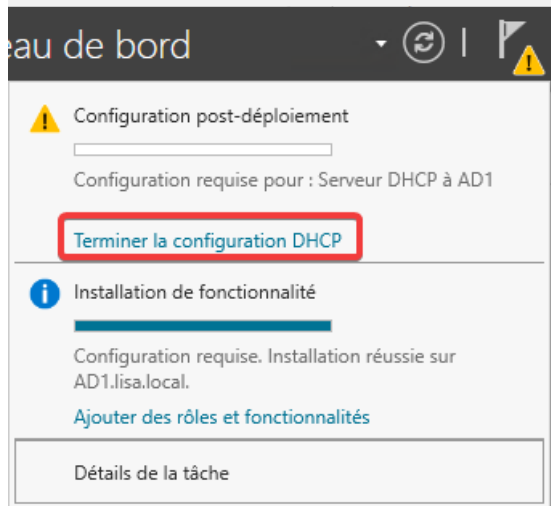 eau de bord
Configuration post-déploiement
Configuration requise pour : Serveur DHCP à AD1
Terminer la configuration DHCP
Installation de fonctionnalité
Configuration requise. Installation réussie sur
AD1.lisa.local.
Ajouter des rôles et fonctionnalités
Détails de la tâche